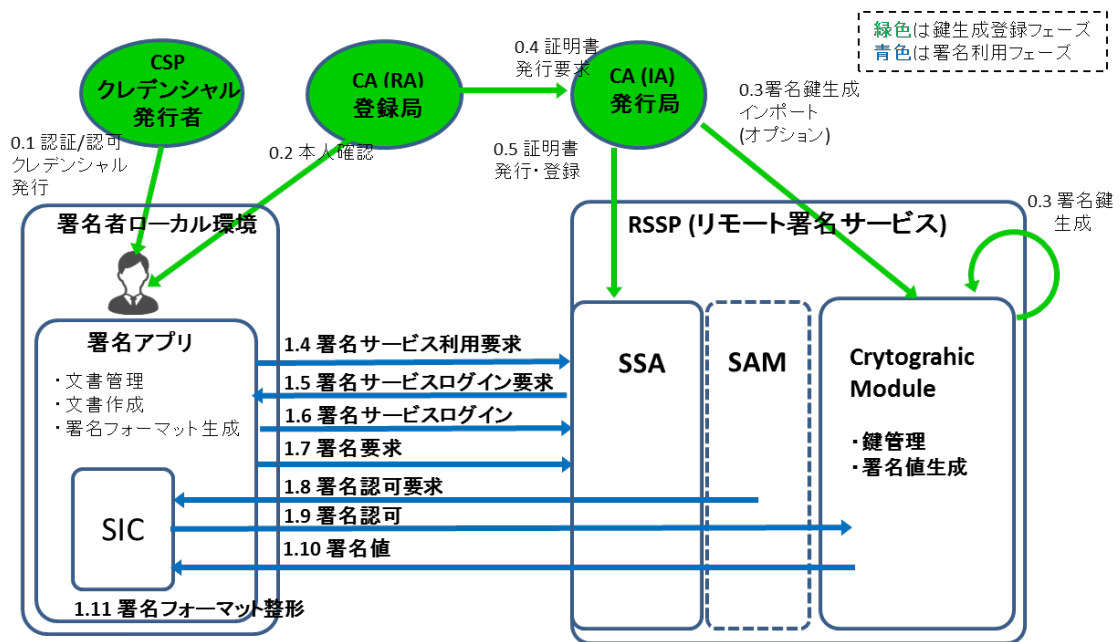 緑色は鍵生成登録フェーズ
青色は署名利用フェーズ
CSP
クレデンシャル
発行者
CA (RA)
登録局
0.4 証明書
発行要求
CA (IA)
発行局
0.3署名鍵生成
インポート
(オプション)
0.1 認証/認可
クレデンシャル
発行
0.2 本人確認
0.5 証明書
発行・登録
0.3 署名鍵
生成
署名者ローカル環境
RSSP (リモート署名サービス)
署名アプリ
・文書管理
・文書作成
・署名フォーマット生成
SIC
1.4 署名サービス利用要求
1.5 署名サービスログイン要求
1.6 署名サービスログイン
1.7 署名要求
1.8 署名認可要求
1.9 署名認可
1.10 署名値
1.11 署名フォーマット整形
SSA
SAM
Crytograhic
Module
・鍵管理
・署名値生成